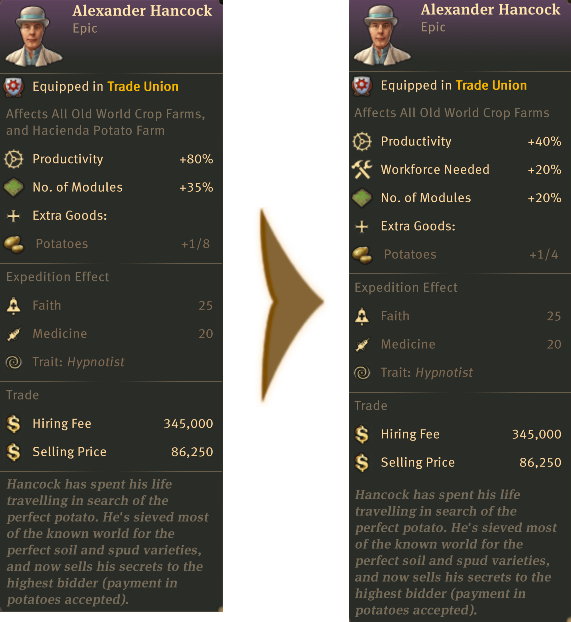 Alexander Hancock
Epic
Equipped in Trade Union
Affects All Old World Crop Farms,
and Hacienda Potato Farm
Productivity +80%
No. of Modules +35%
Extra Goods:
Potatoes +1/8
Expedition Effect
Faith 25
Medicine 20
Trait: Hypnotist
Trade
Hiring Fee 345,000
Selling Price 86,250
Hancock has spent his life
travelling in search of the
perfect potato. He's sieved most
of the known world for the
perfect soil and spud varieties,
and now sells his secrets to the
highest bidder (payment in
potatoes accepted).
Alexander Hancock
Epic
Equipped in Trade Union
Affects All Old World Crop Farms
Productivity +40%
Workforce Needed +20%
No. of Modules +20%
Extra Goods:
Potatoes +1/4
Expedition Effect
Faith 25
Medicine 20
Trait: Hypnotist
Trade
Hiring Fee 345,000
Selling Price 86,250
Hancock has spent his life
travelling in search of the
perfect potato. He's sieved most
of the known world for the
perfect soil and spud varieties,
and now sells his secrets to the
highest bidder (payment in
potatoes accepted).